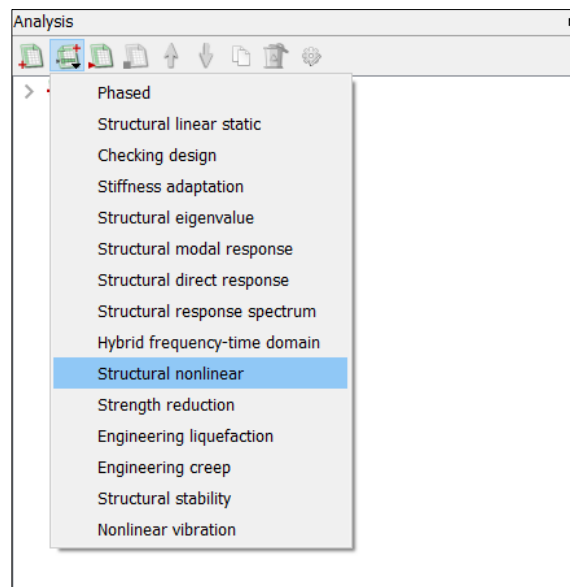 Analysis
Phased
Structural linear static
Checking design
Stiffness adaptation
Structural eigenvalue
Structural modal response
Structural direct response
Structural response spectrum
Hybrid frequency-time domain
Structural nonlinear
Strength reduction
Engineering liquefaction
Engineering creep
Structural stability
Nonlinear vibration